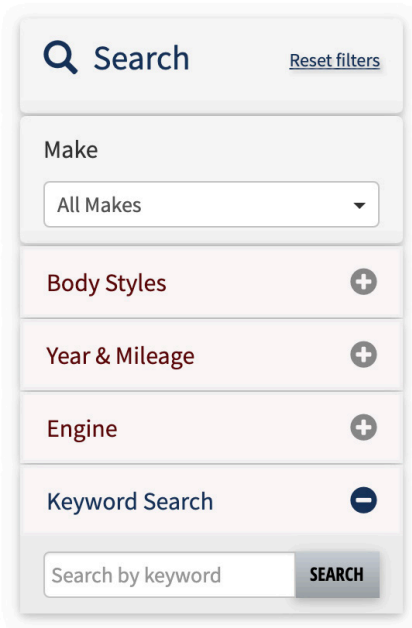 Search
Reset filters
Make
All Makes
Body Styles
Year & Mileage
Engine
Keyword Search
Search by keyword
SEARCH